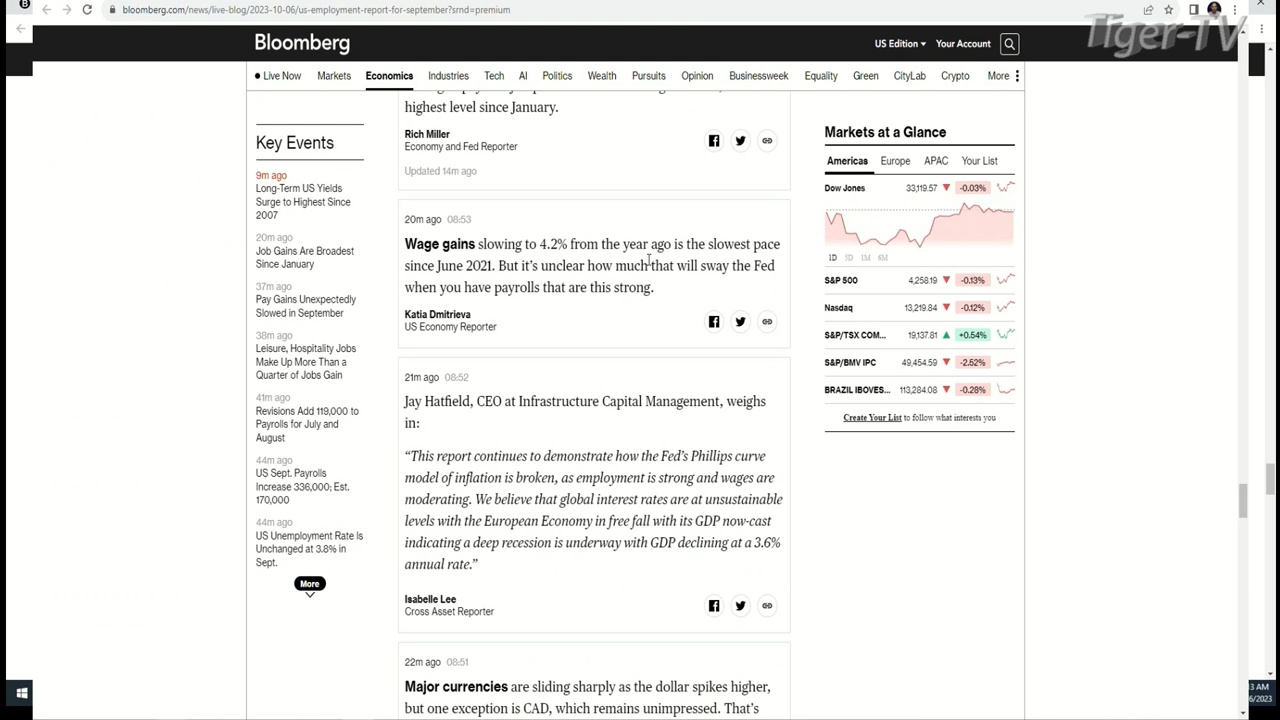 bloomberg.com/news/live-blog/2023-10-06/us-employment-report-for-september?srnd=premium
Tiger-TV
Bloomberg
US Edition
Your Account
Live Now
Markets
Economics
Industries
Tech
AI
Politics
Wealth
Pursuits
Opinion
Businessweek
Equality
Green
CityLab
Crypto
More
Key Events
9m ago
Long-Term US Yields
Surge to Highest Since
2007
20m ago
Job Gains Are Broadest
Since January
37m ago
Pay Gains Unexpectedly
Slowed in September
38m ago
Leisure, Hospitality Jobs
Make Up More Than a
Quarter of Jobs Gain
41m ago
Revisions Add 119,000 to
Payrolls for July and
August
44m ago
US Sept. Payrolls
Increase 336,000; Est.
170,000
44m ago
US Unemployment Rate Is
Unchanged at 3.8% in
Sept.
More
highest level since January.
Rich Miller
Economy and Fed Reporter
Updated 14m ago
20m ago 08:53
Wage gains slowing to 4.2% from the year ago is the slowest pace
since June 2021. But it's unclear how much that will sway the Fed
when you have payrolls that are this strong.
Katia Dmitrieva
US Economy Reporter
21m ago 08:52
Jay Hatfield, CEO at Infrastructure Capital Management, weighs
in:
“This report continues to demonstrate how the Fed's Phillips curve
model of inflation is broken, as employment is strong and wages are
moderating. We believe that global interest rates are at unsustainable
levels with the European Economy in free fall with its GDP now-cast
indicating a deep recession is underway with GDP declining at a 3.6%
annual rate.”
Isabelle Lee
Cross Asset Reporter
22m ago 08:51
Major currencies are sliding sharply as the dollar spikes higher,
but one exception is CAD, which remains unimpressed. That's
Markets at a Glance
Americas Europe APAC Your List
Dow Jones 33,119.57 -0.03%
1D 5D 1M 6M
S&P 500 4,258.19 -0.13%
Nasdaq 13,219.84 -0.12%
S&P/TSX COM... 19,137.81 +0.54%
S&P/BMV IPC 49,454.59 -2.52%
BRAZIL IBOVES... 113,284.08 -0.28%
Create Your List to follow what interests you